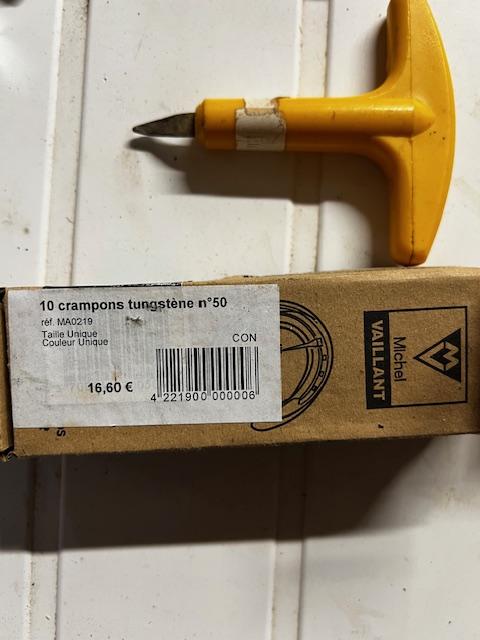 10 crampons tungstène n°50
réf. MA0219
Taille Unique
Couleur Unique
CON
16,60 €
4 221900 000006
Michel
VAILLANT